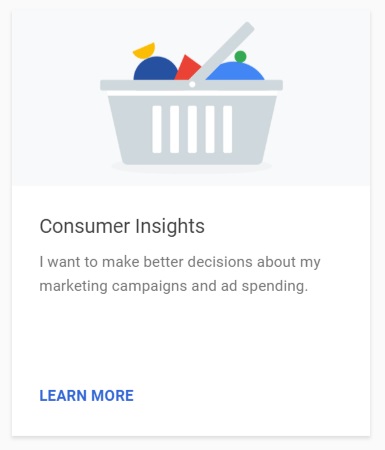 Consumer Insights
I want to make better decisions about my
marketing campaigns and ad spending.
LEARN MORE